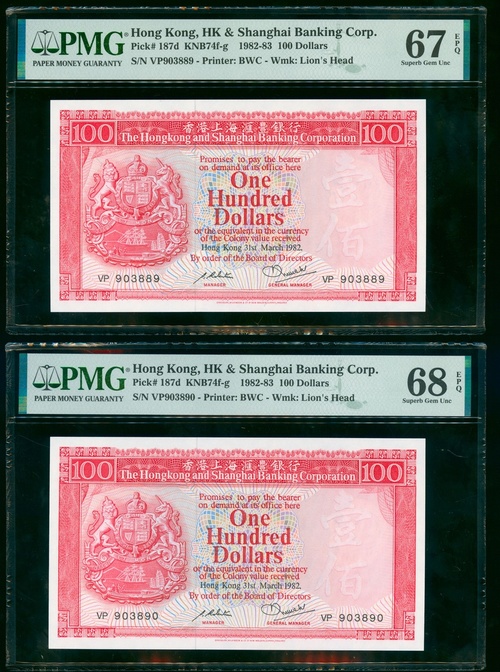 PMG
PAPER MONEY GUARANTY
Hong Kong, HK & Shanghai Banking Corp.
Pick# 187d KNB74f-g 1982-83 100 Dollars
S/N VP903889 - Printer: BWC - Wmk: Lion's Head
67 EPQ
Superb Gem Unc
100 香港上海滙豐銀行 100
The Hongkong and Shanghai Banking Corporation
Promises to pay the bearer
on demand at its office here
One
Hundred
Dollars
or the equivalent in the currency
of the Colony value received
Hong Kong 31st March 1982.
By order of the Board of Directors
壹佰
VP 903889
MANAGER
GENERAL MANAGER
VP 903889
PMG
PAPER MONEY GUARANTY
Hong Kong, HK & Shanghai Banking Corp.
Pick# 187d KNB74f-g 1982-83 100 Dollars
S/N VP903890 - Printer: BWC - Wmk: Lion's Head
68 EPQ
Superb Gem Unc
100 香港上海滙豐銀行 100
The Hongkong and Shanghai Banking Corporation
Promises to pay the bearer
on demand at its office here
One
Hundred
Dollars
or the equivalent in the currency
of the Colony value received
Hong Kong 31st March 1982.
By order of the Board of Directors
壹佰
VP 903890
MANAGER
GENERAL MANAGER
VP 903890